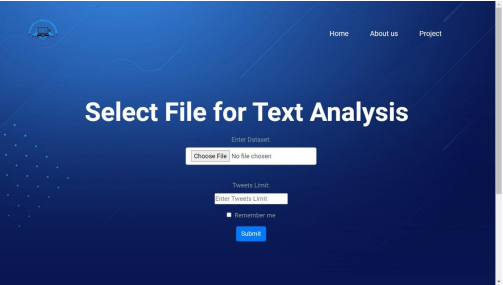 Home About us Project
Select File for Text Analysis
Enter Dataset:
Choose File No file chosen
Tweets Limit:
Enter Tweets Limit
Remember me
Submit